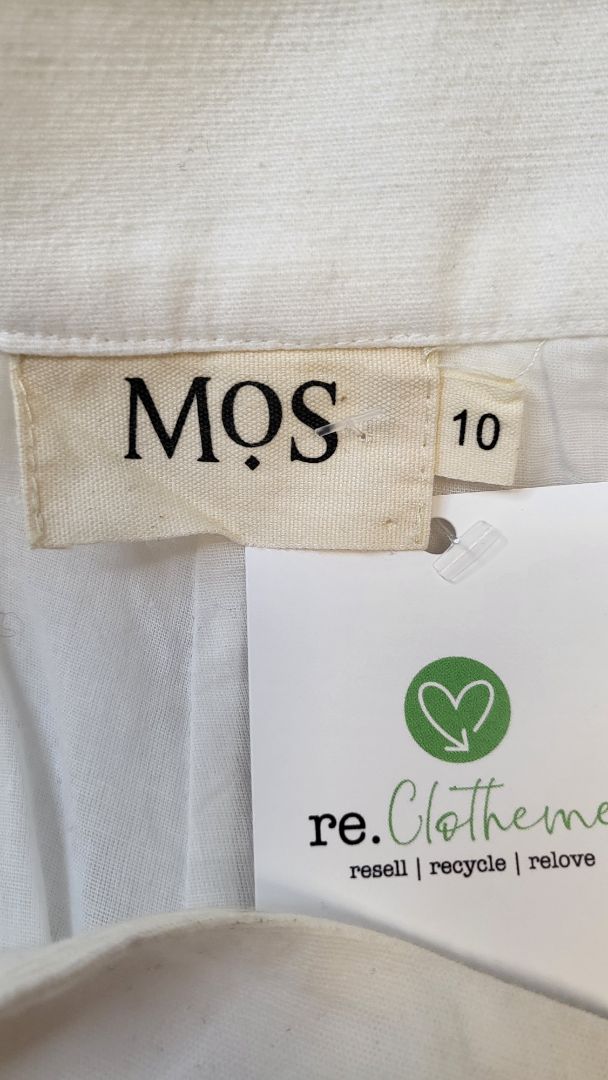 MOS
10
re.Clotheme
resell | recycle | relove